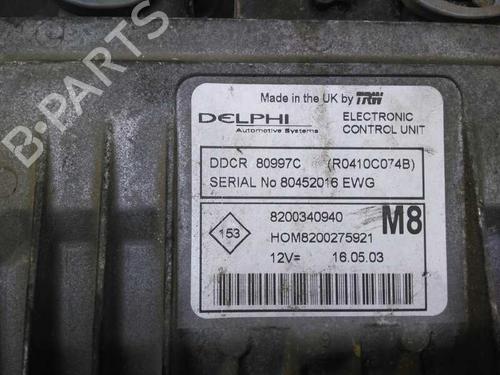 B-PARTS
Made in the UK by TRW
DELPHI
Automotive Systems
ELECTRONIC
CONTROL UNIT
DDCR 80997C (R0410C074B)
SERIAL No 80452016 EWG
153
8200340940
M8
HOM8200275921
12V= 16.05.03